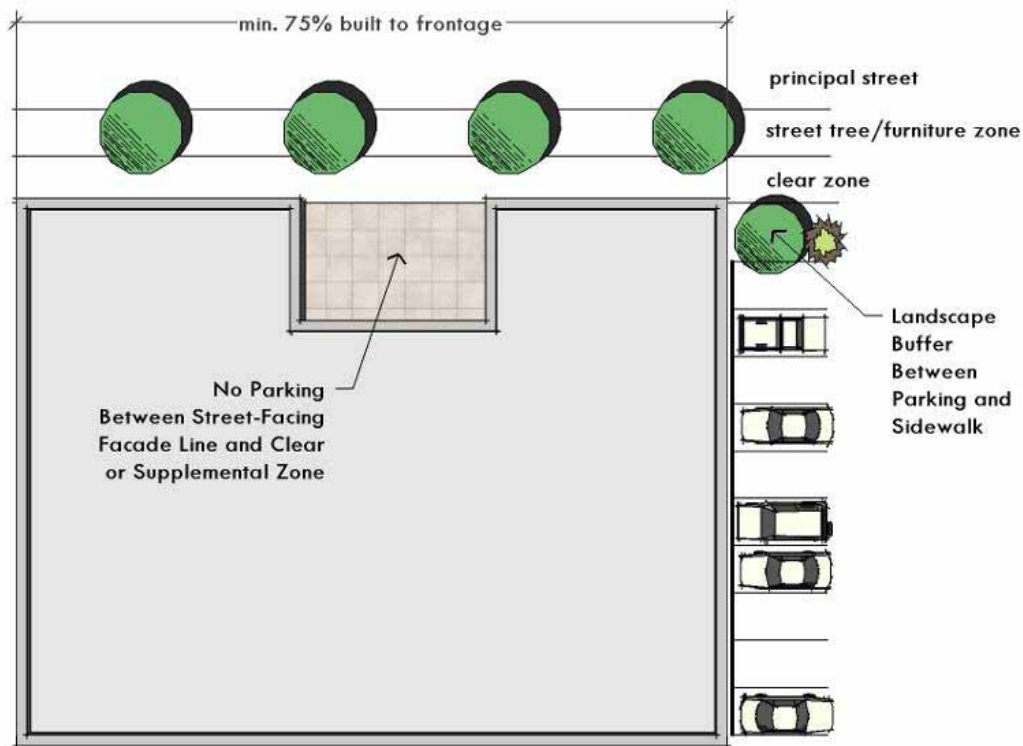 min. 75% built to frontage
principal street
street tree/furniture zone
clear zone
Landscape
Buffer
Between
Parking and
Sidewalk
No Parking
Between Street-Facing
Facade Line and Clear
or Supplemental Zone